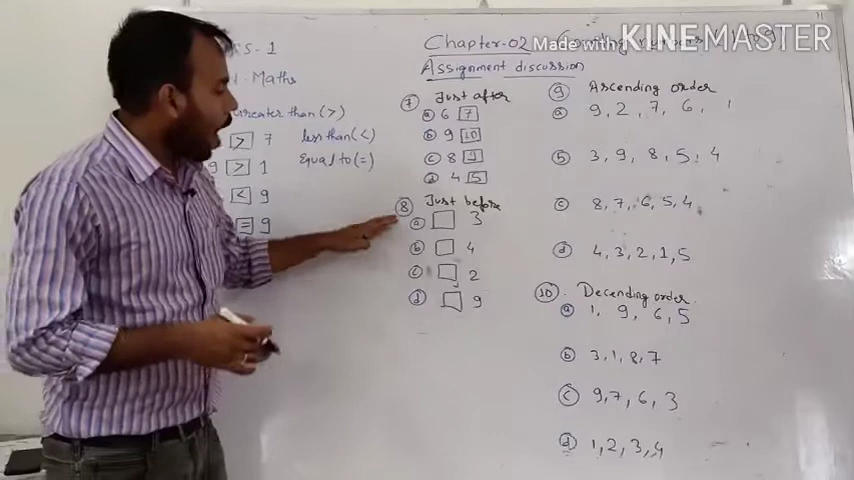 S-1
Maths
Greater than (>)
> 7
less than (<)
9 > 1
Equal to (=)
< 9
= 9
Chapter-02
Made with KINEMASTER
Assignment discussion
7 Just after
a 6 7
b 9 10
c 8 9
d 4 5
8 Just before
a 3
b 4
c 2
d 9
9 Ascending order
a 9, 2, 7, 6, 1
b 3, 9, 8, 5, 4
c 8, 7, 6, 5, 4
d 4, 3, 2, 1, 5
10 Decending order
a 1, 9, 6, 5
b 3, 1, 8, 7
c 9, 7, 6, 3
d 1, 2, 3, 4